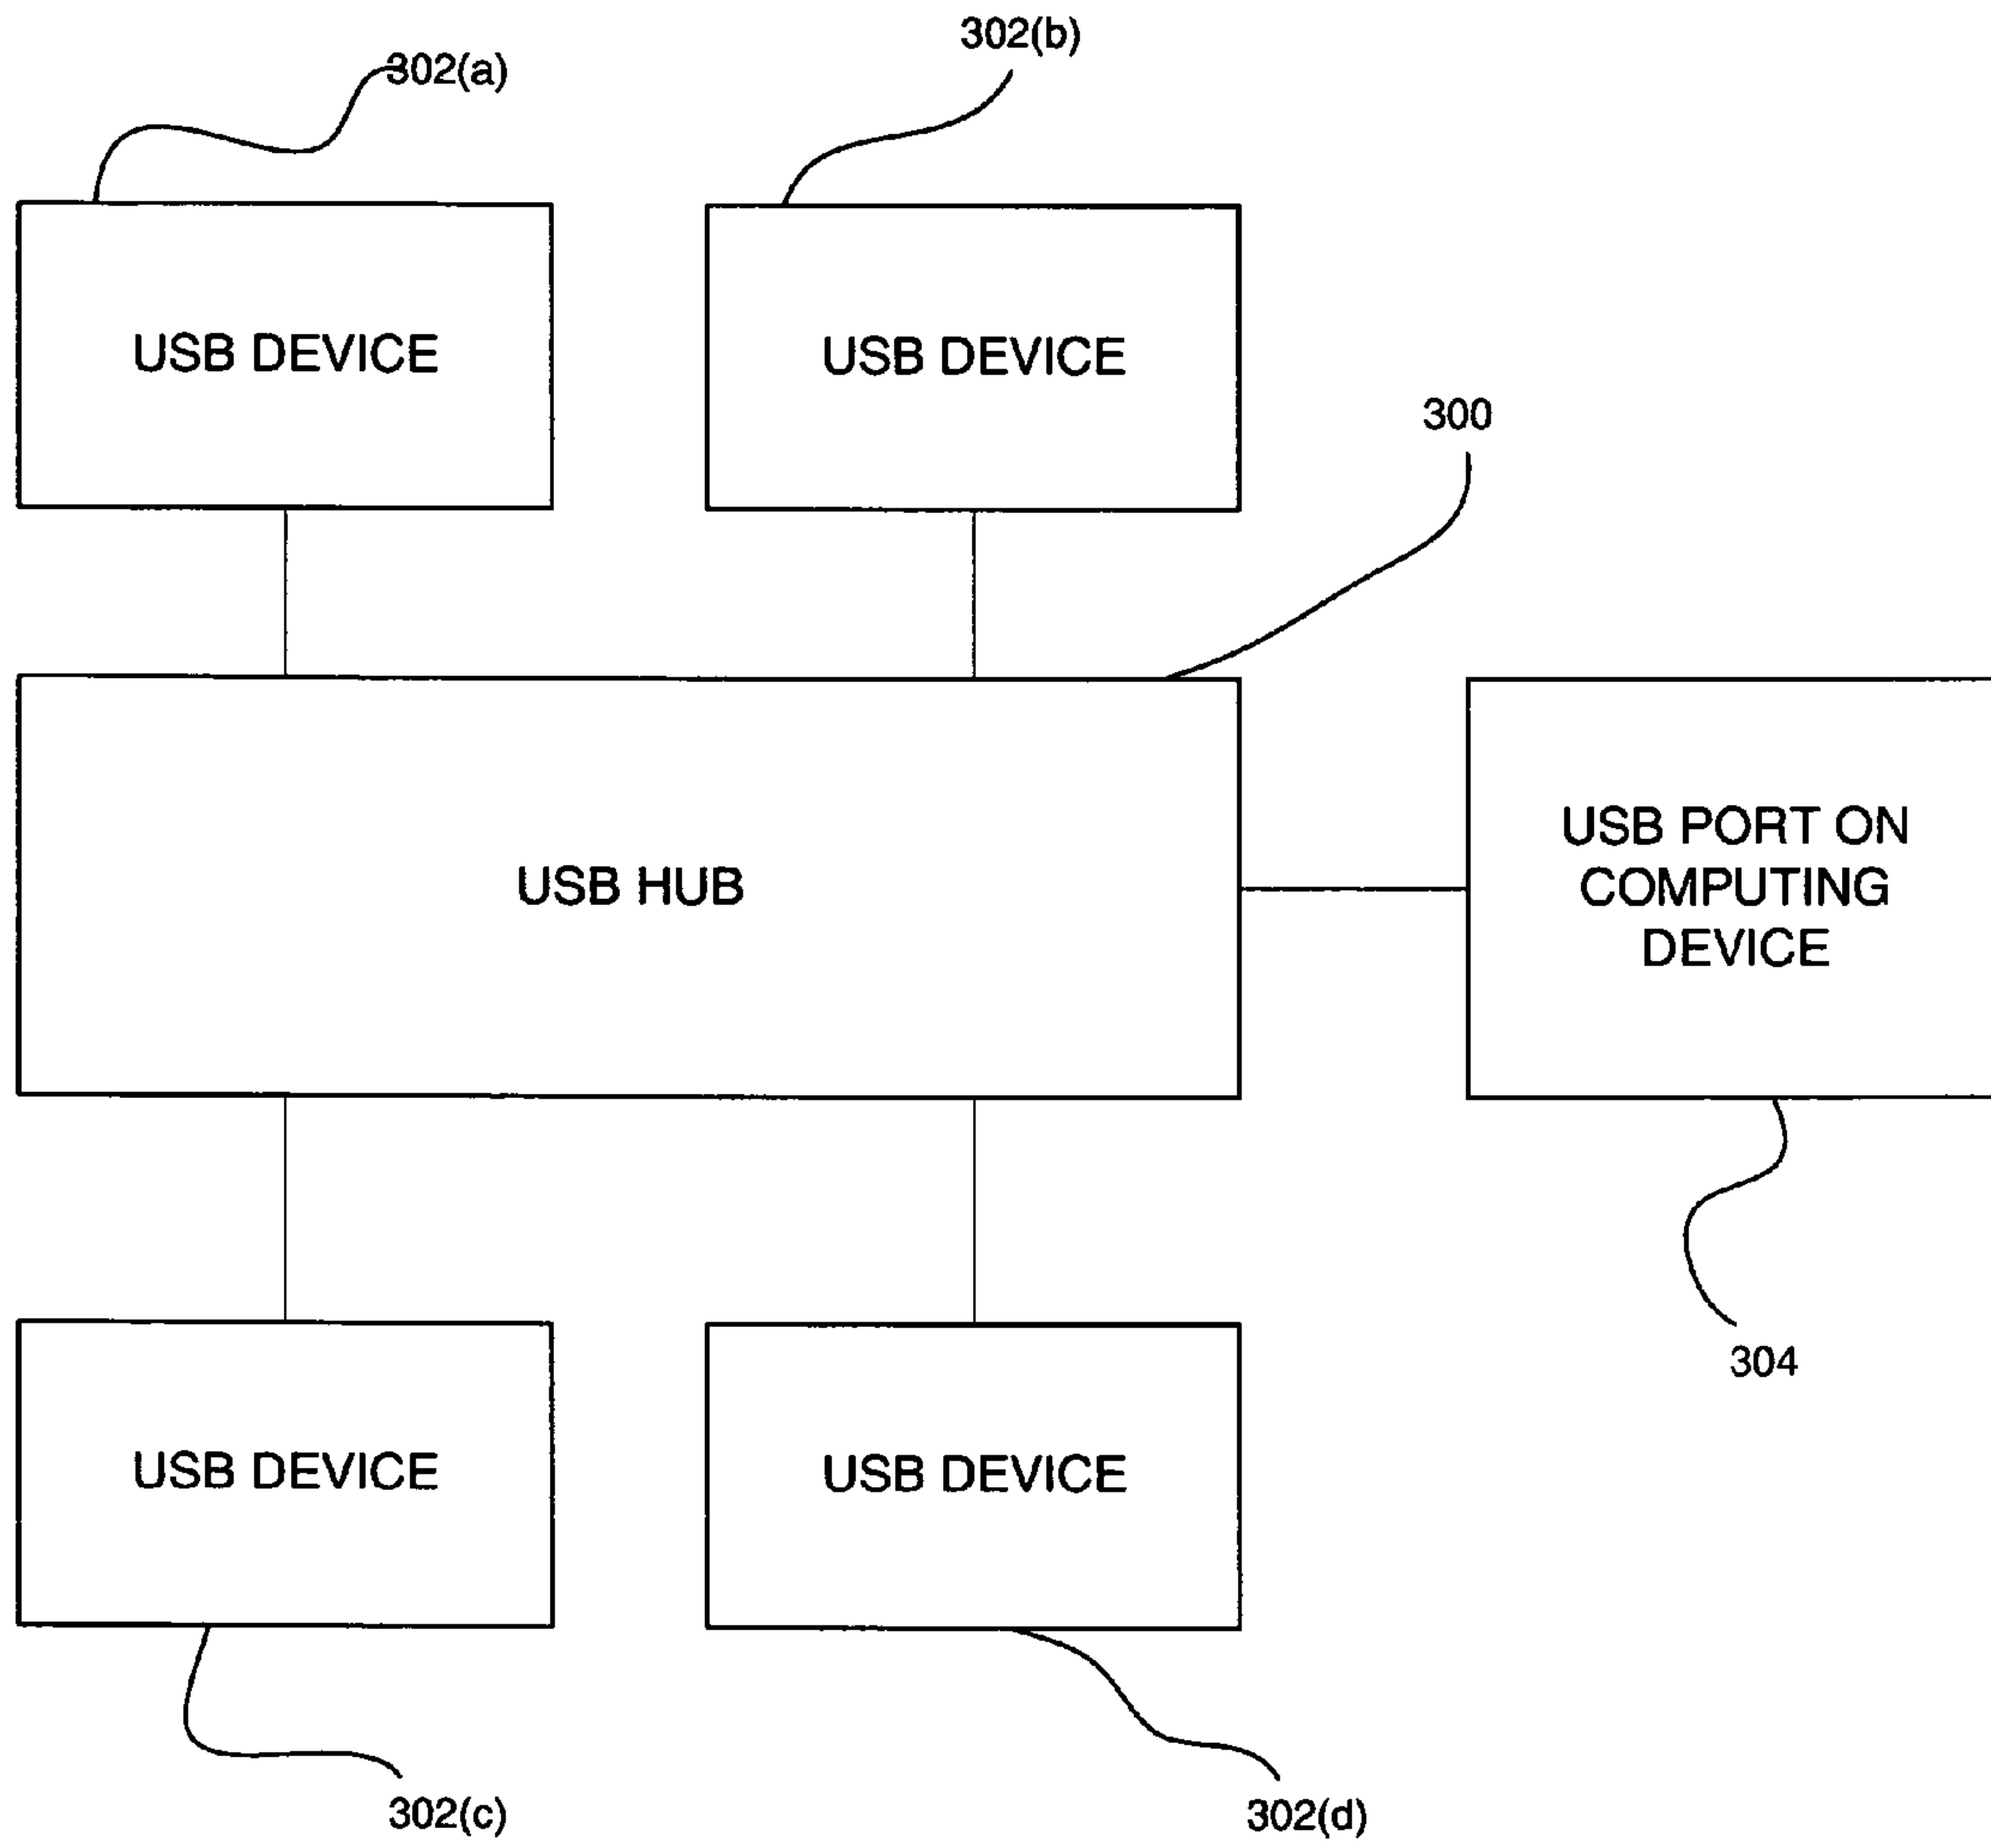 302(a)
302(b)
USB DEVICE
USB DEVICE
300
USB HUB
USB PORT ON
COMPUTING
DEVICE
304
USB DEVICE
USB DEVICE
302(c)
302(d)